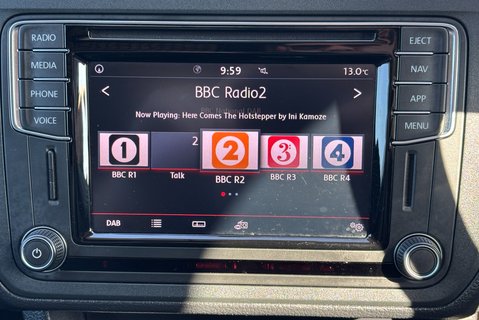 RADIO
MEDIA
PHONE
VOICE
EJECT
NAV
APP
MENU
9:59
13.0°C
BBC Radio2
BBC National DAB
Now Playing: Here Comes The Hotstepper by Ini Kamoze
1
2
2
3
4
BBC R1
Talk
BBC R2
BBC R3
BBC R4
DAB